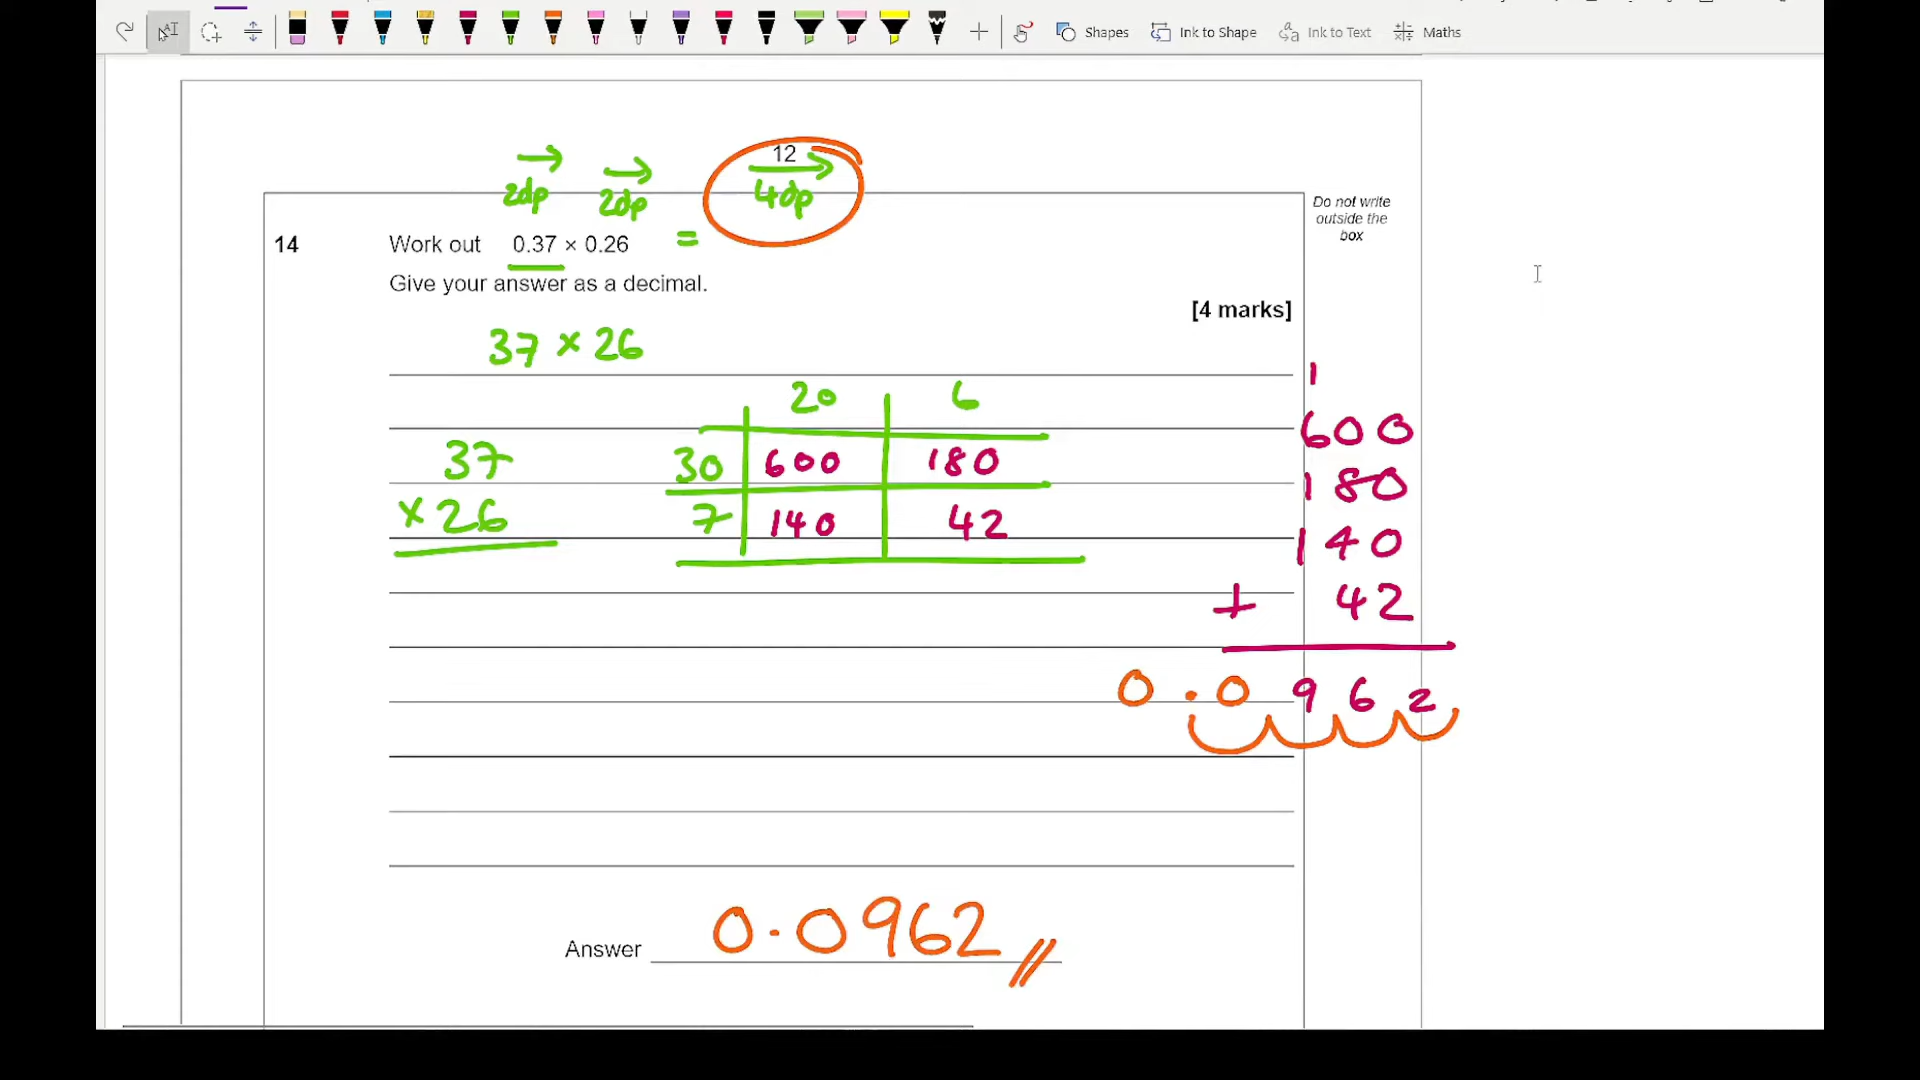 Shapes Ink to Shape Ink to Text Maths
12
2dp 2dp 4dp
Do not write
outside the
box
14 Work out 0.37 × 0.26 =
Give your answer as a decimal.
[4 marks]
37 × 26
1
20 6
600
37 30 600 180
180
× 26 7 140 42
140
+ 42
0.0962
Answer 0.0962